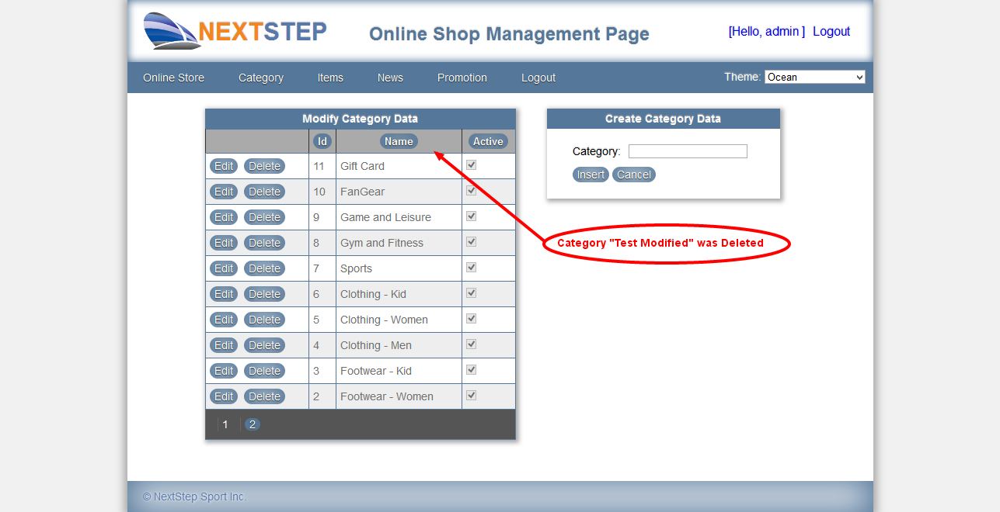 NEXTSTEP
Online Shop Management Page
[Hello, admin ] Logout
Online Store Category Items News Promotion Logout
Theme: Ocean
Modify Category Data
Id Name Active
Edit Delete 11 Gift Card
Edit Delete 10 FanGear
Edit Delete 9 Game and Leisure
Edit Delete 8 Gym and Fitness
Edit Delete 7 Sports
Edit Delete 6 Clothing - Kid
Edit Delete 5 Clothing - Women
Edit Delete 4 Clothing - Men
Edit Delete 3 Footwear - Kid
Edit Delete 2 Footwear - Women
1 2
Create Category Data
Category:
Insert Cancel
Category "Test Modified" was Deleted
© NextStep Sport Inc.